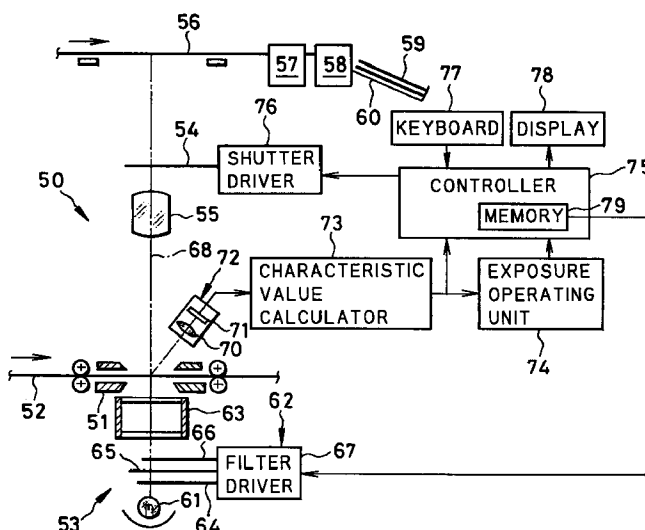 56
57
58
59
60
77
78
KEYBOARD
DISPLAY
54
76
SHUTTER
DRIVER
75
CONTROLLER
MEMORY
79
50
55
68
72
73
CHARACTERISTIC
VALUE
CALCULATOR
EXPOSURE
OPERATING
UNIT
71
70
74
52
51
63
62
66
65
67
FILTER
DRIVER
53
61
64